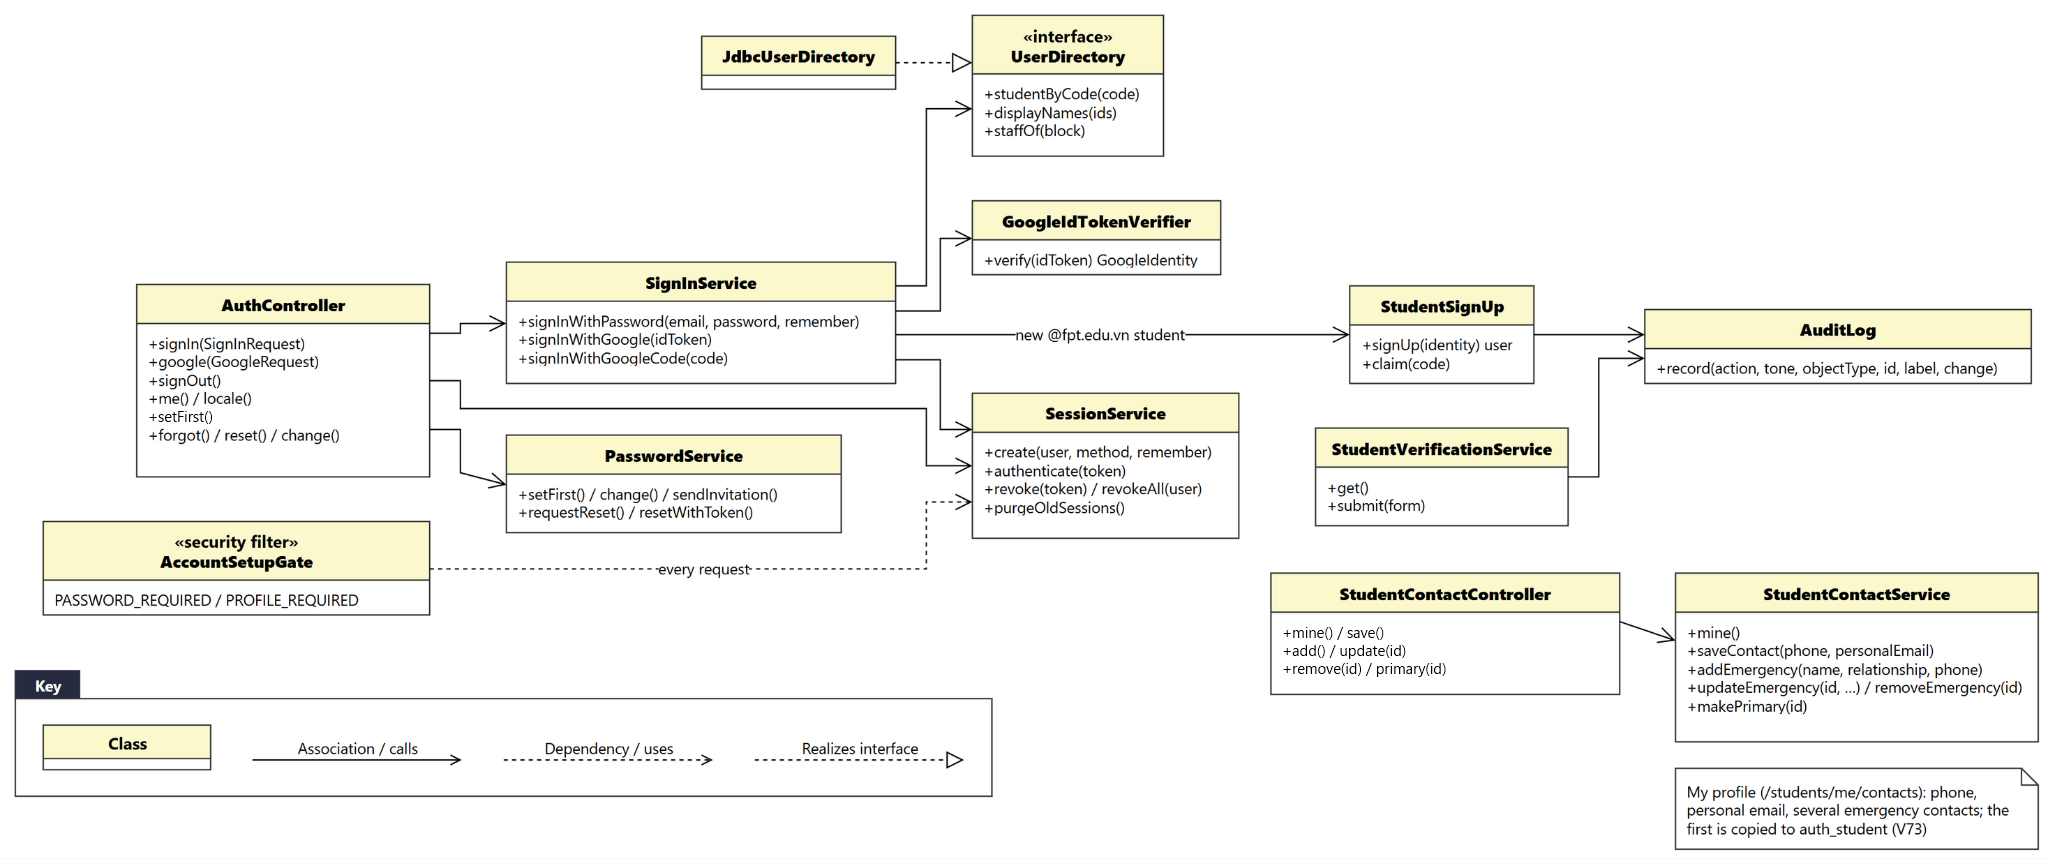 JdbcUserDirectory
«interface»
UserDirectory
+studentByCode(code)
+displayNames(ids)
+staffOf(block)
GoogleIdTokenVerifier
+verify(idToken) GoogleIdentity
AuthController
+signIn(SignInRequest)
+google(GoogleRequest)
+signOut()
+me() / locale()
+setFirst()
+forgot() / reset() / change()
SignInService
+signInWithPassword(email, password, remember)
+signInWithGoogle(idToken)
+signInWithGoogleCode(code)
new @fpt.edu.vn student
StudentSignUp
+signUp(identity) user
+claim(code)
AuditLog
+record(action, tone, objectType, id, label, change)
SessionService
+create(user, method, remember)
+authenticate(token)
+revoke(token) / revokeAll(user)
+purgeOldSessions()
PasswordService
+setFirst() / change() / sendInvitation()
+requestReset() / resetWithToken()
StudentVerificationService
+get()
+submit(form)
«security filter»
AccountSetupGate
PASSWORD_REQUIRED / PROFILE_REQUIRED
every request
StudentContactController
+mine() / save()
+add() / update(id)
+remove(id) / primary(id)
StudentContactService
+mine()
+saveContact(phone, personalEmail)
+addEmergency(name, relationship, phone)
+updateEmergency(id, ...) / removeEmergency(id)
+makePrimary(id)
Key
Class
Association / calls
Dependency / uses
Realizes interface
My profile (/students/me/contacts): phone,
personal email, several emergency contacts; the
first is copied to auth_student (V73)